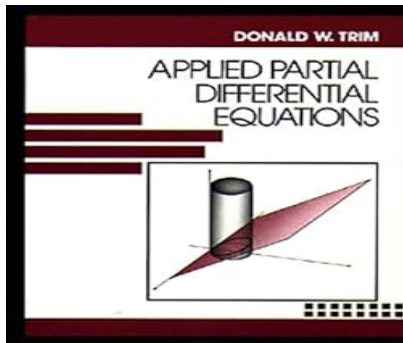 DONALD W. TRIM
APPLIED PARTIAL
DIFFERENTIAL
EQUATIONS